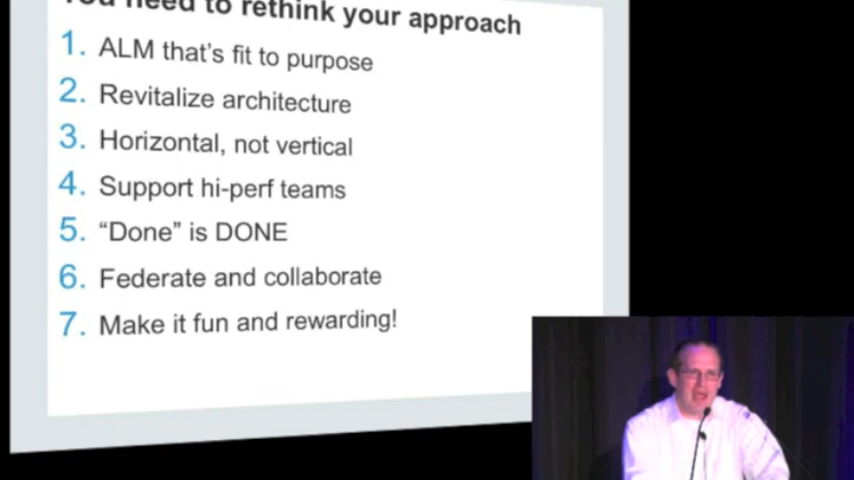 You need to rethink your approach
1. ALM that's fit to purpose
2. Revitalize architecture
3. Horizontal, not vertical
4. Support hi-perf teams
5. “Done” is DONE
6. Federate and collaborate
7. Make it fun and rewarding!